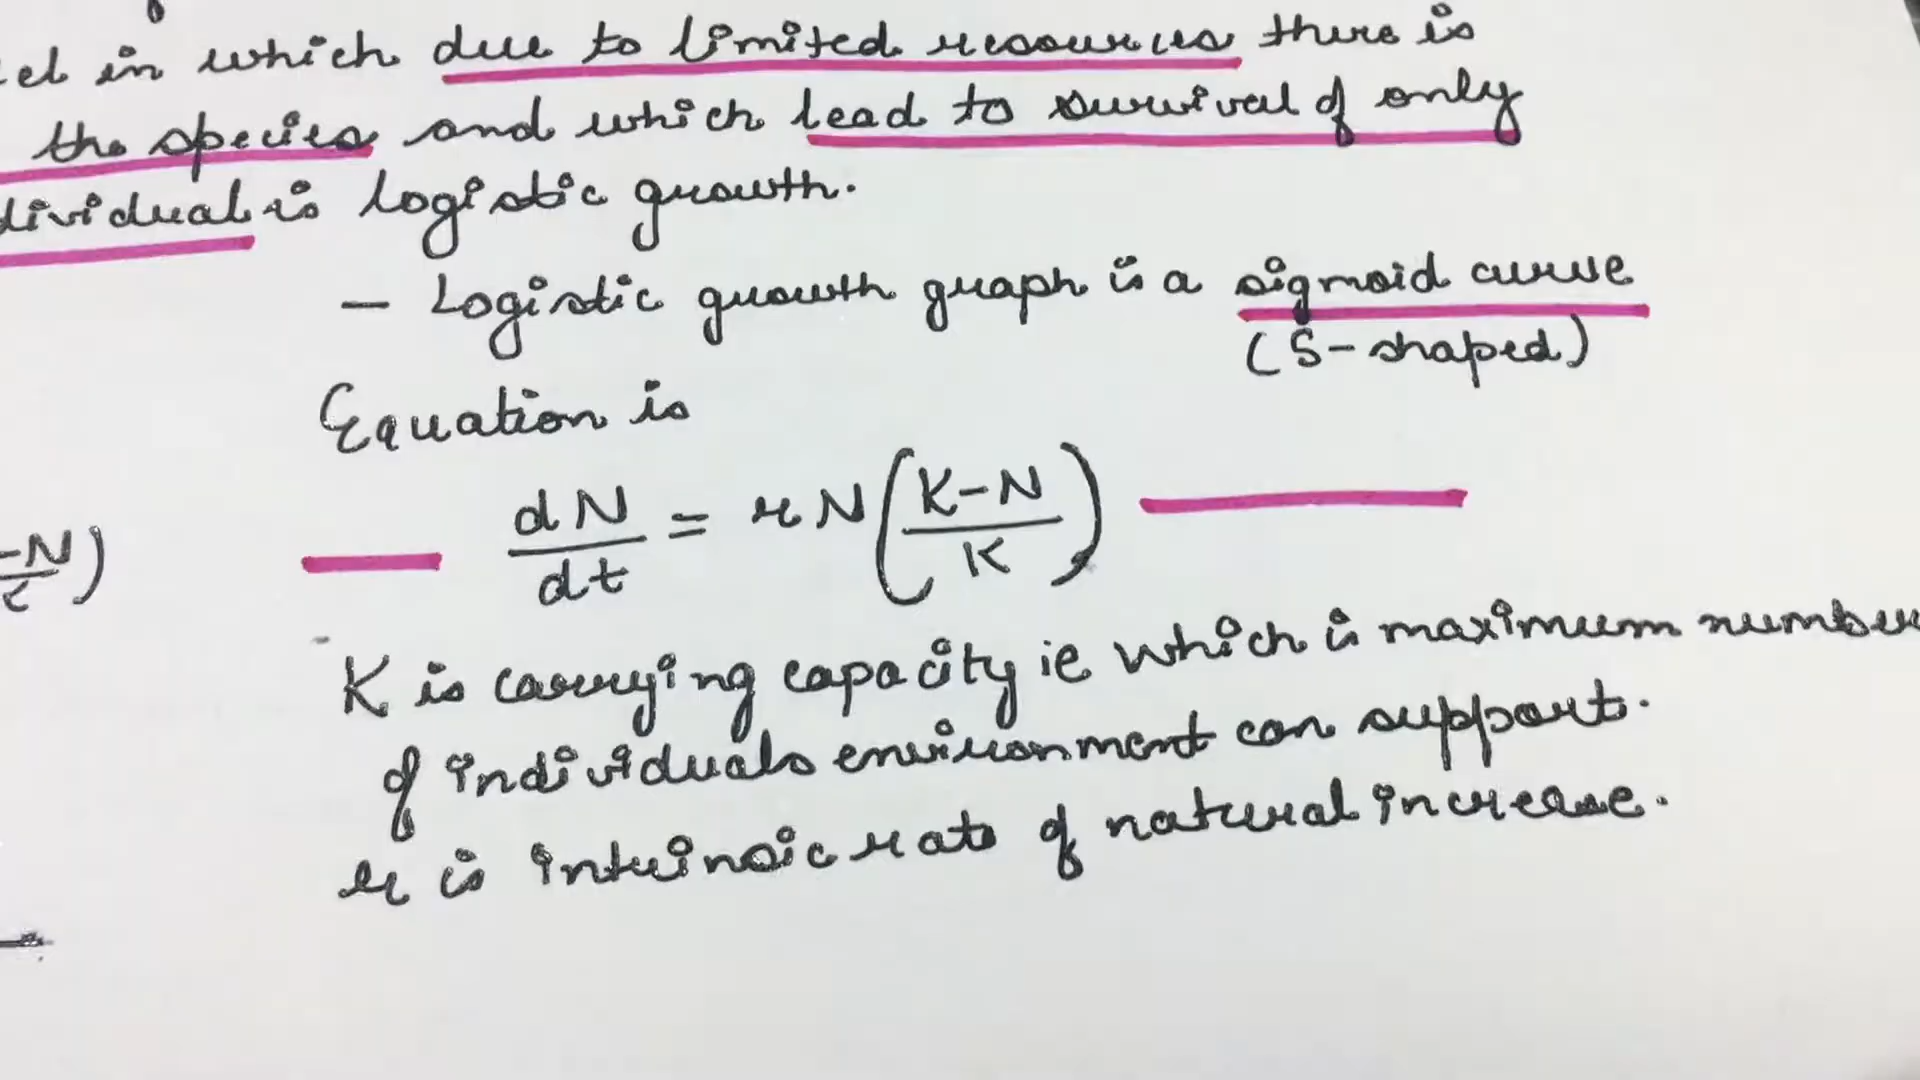 el in which due to limited resources there is
the species and which lead to survival of only
dividual is logistic growth.
- Logistic growth graph is a sigmoid curve
(S-shaped)
Equation is
dN/dt = rN(K-N/K)
-N)
K is carrying capacity ie which is maximum number
of individuals environment can support.
r is intrinsic rate of natural increase.